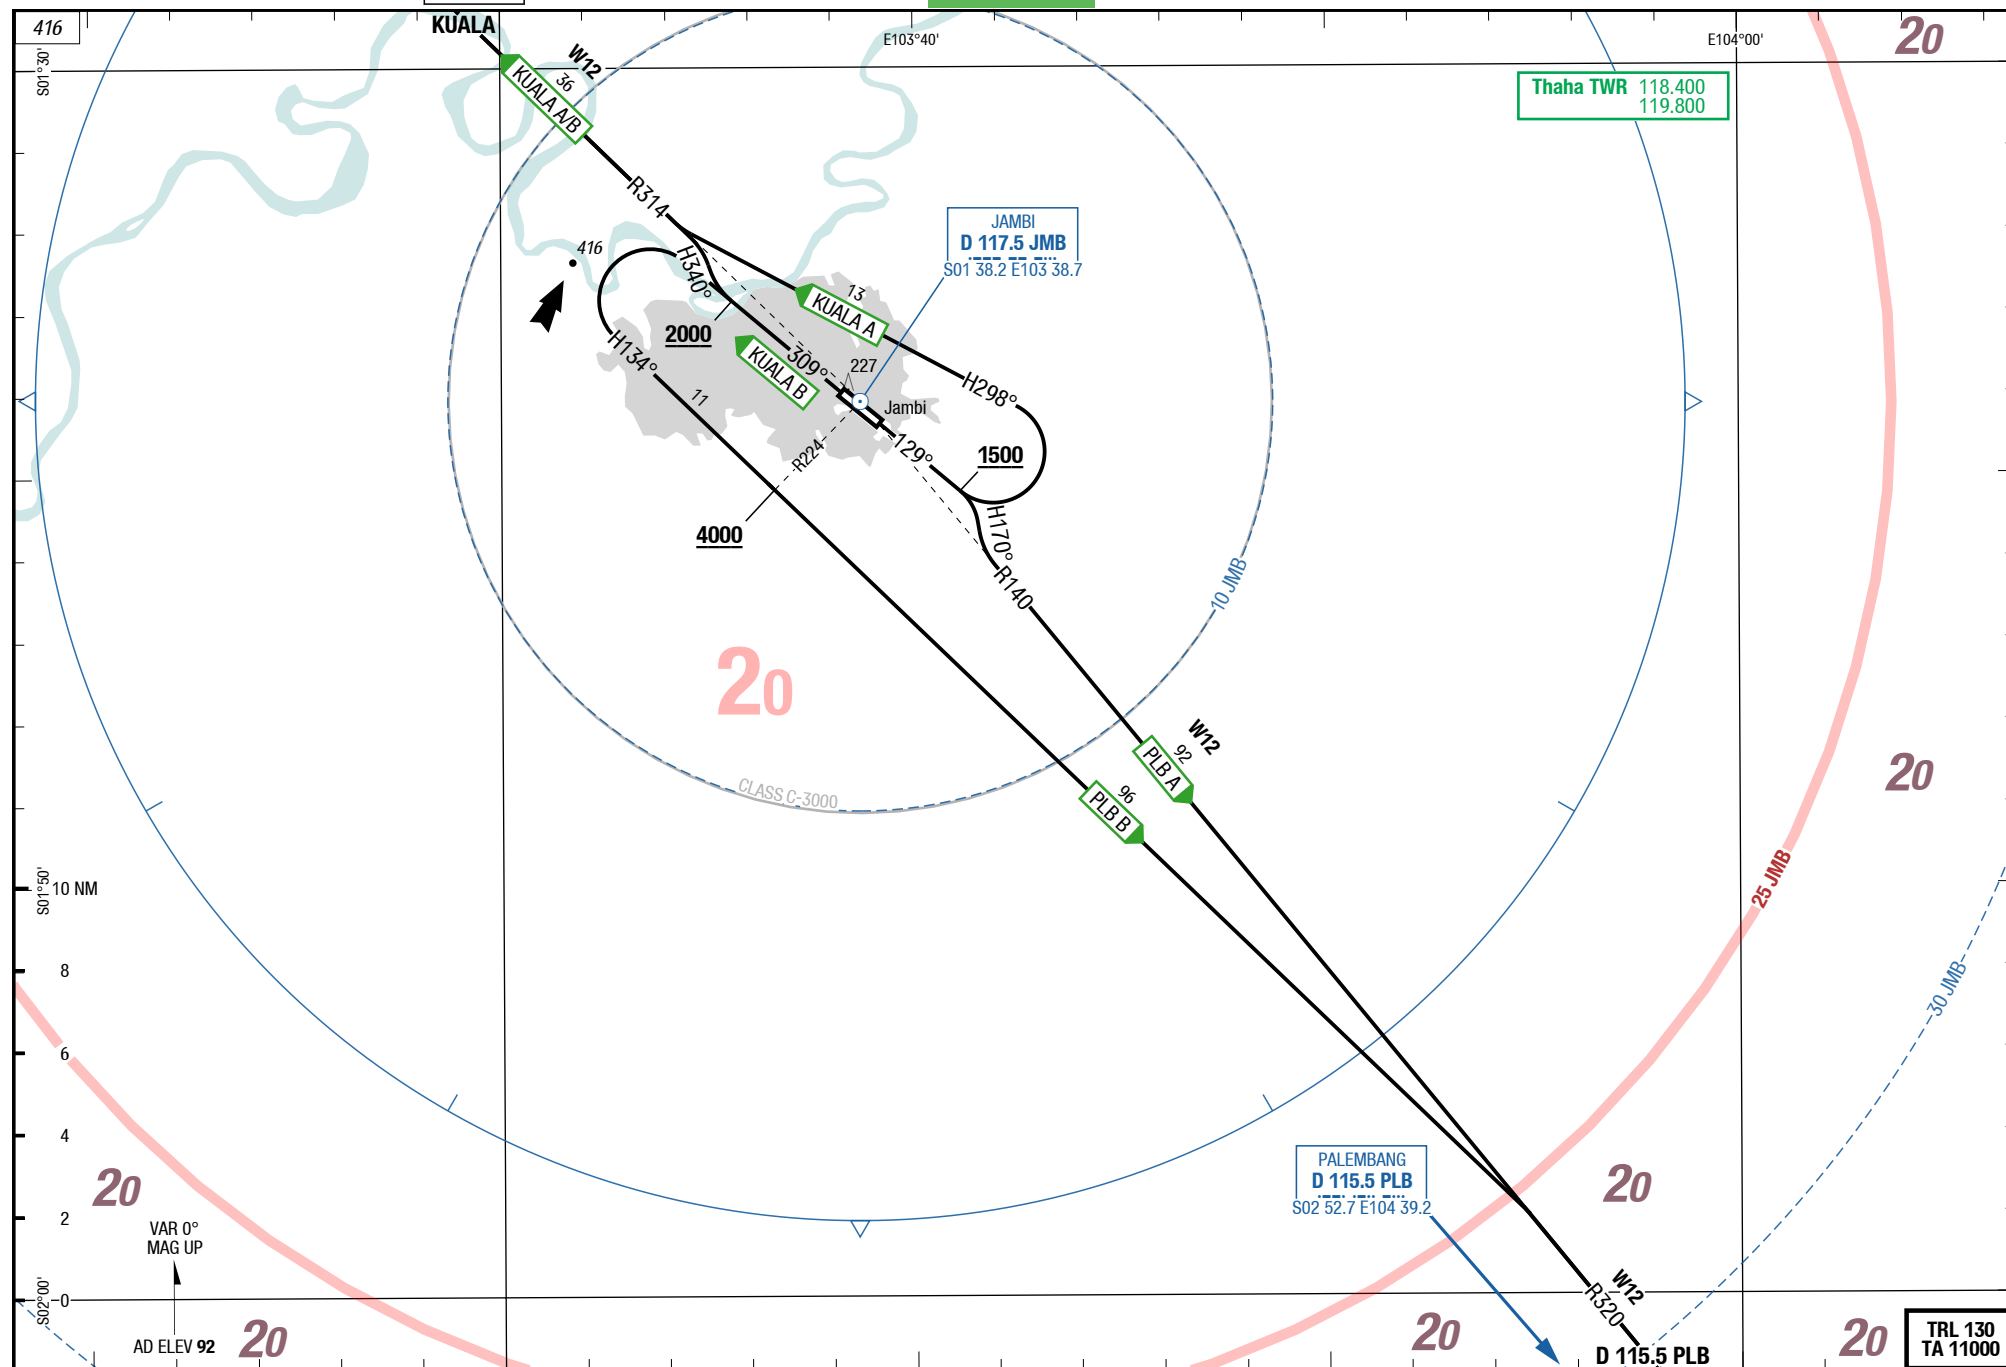 416
KUALA
E103°40'
E104°00'
20
S01°30'
W12
36
KUALA A/B
Thaha TWR 118.400
119.800
R314
JAMBI
D 117.5 JMB
S01 38.2 E103 38.7
416
H340°
13
KUALA A
2000
H134°
309°
KUALA B
227
H298°
11
Jambi
R224
129°
1500
4000
H170°
R140
10 JMB
20
W12
92
PLB A
20
CLASS C-3000
96
PLB B
S01°50'
10 NM
25 JMB
8
30 JMB
6
4
PALEMBANG
D 115.5 PLB
S02 52.7 E104 39.2
20
20
2
VAR 0°
MAG UP
S02°00'
0
W12
R320
AD ELEV 92
20
20
D 115.5 PLB
20
TRL 130
TA 11000